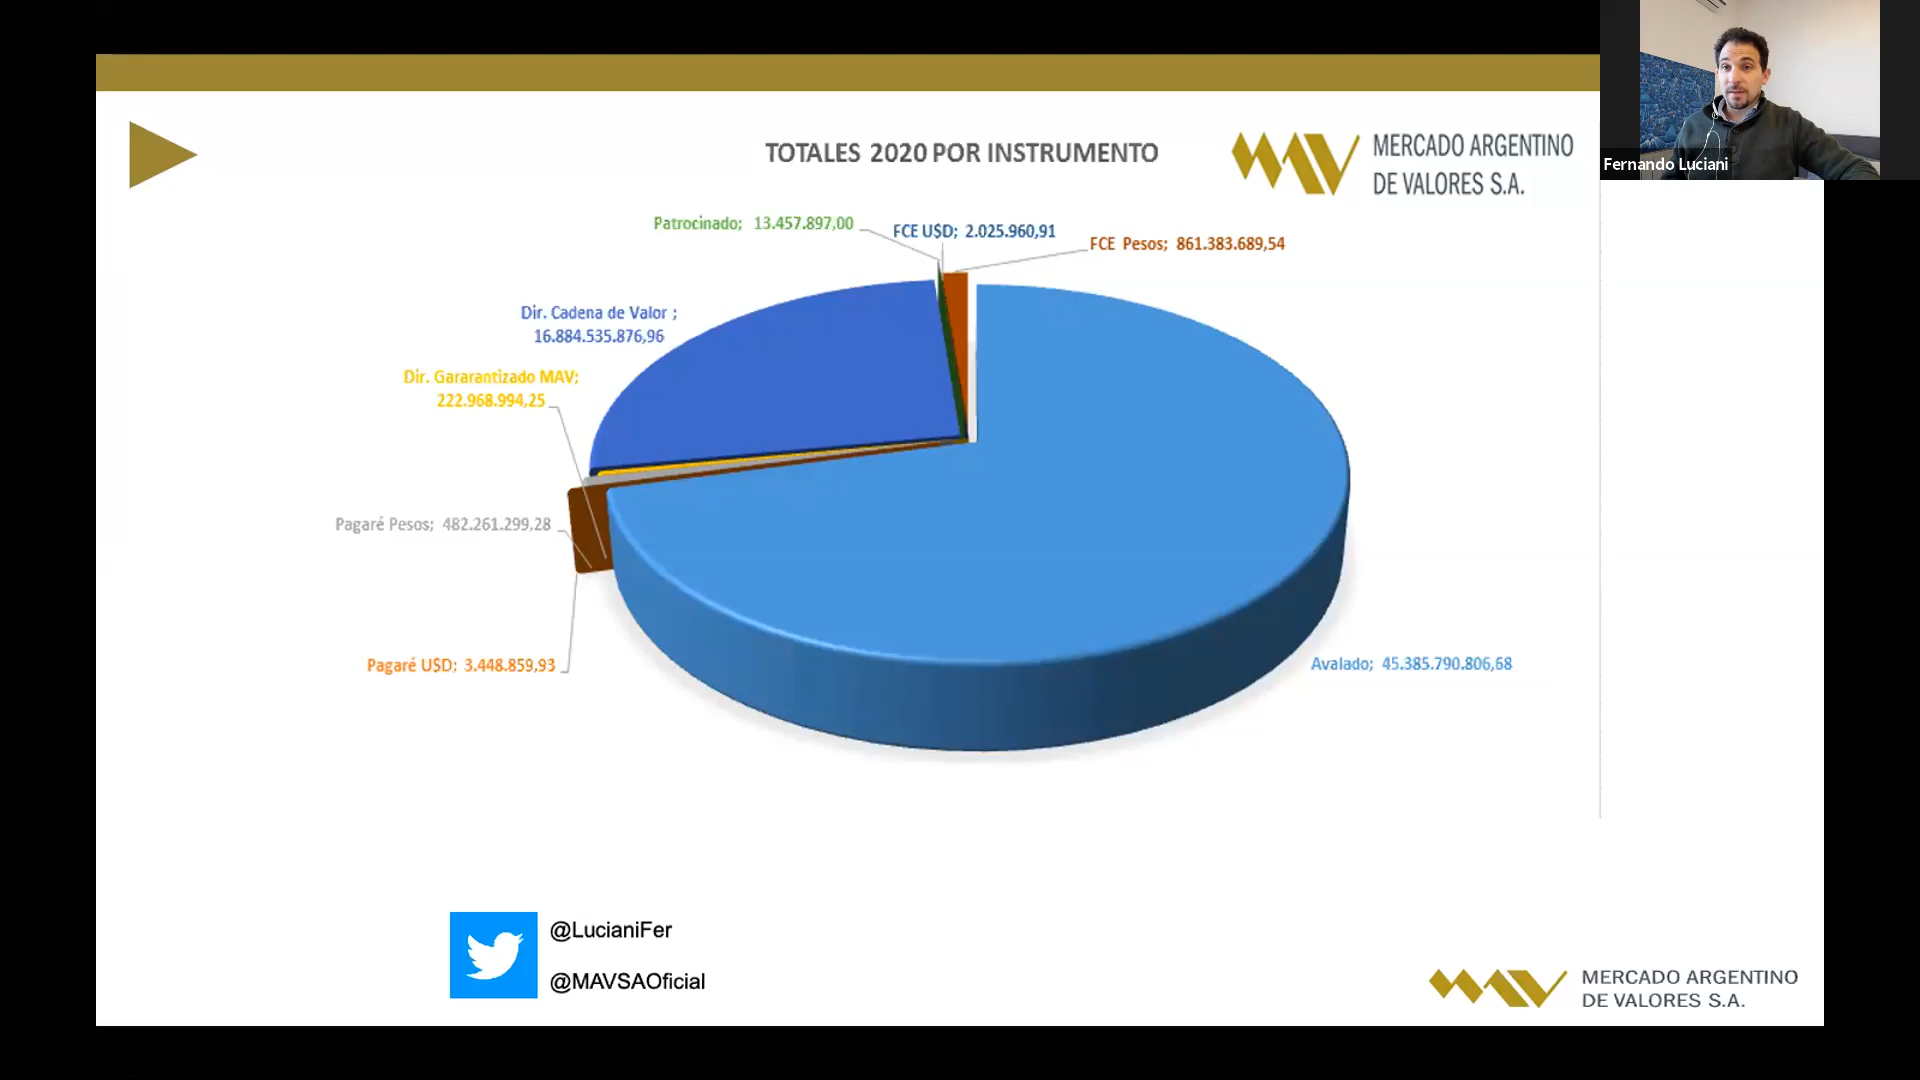 TOTALES 2020 POR INSTRUMENTO
MERCADO ARGENTINO
DE VALORES S.A.
Fernando Luciani
Patrocinado; 13.457.897,00
FCE U$D; 2.025.960,91
FCE Pesos; 861.383.689,54
Dir. Cadena de Valor ;
16.884.535.876,96
Dir. Gararantizado MAV;
222.968.994,25
Pagaré Pesos; 482.261.299,28
Pagaré U$D; 3.448.859,93
Avalado; 45.385.790.806,68
@LucianiFer
@MAVSAOficial
MERCADO ARGENTINO
DE VALORES S.A.